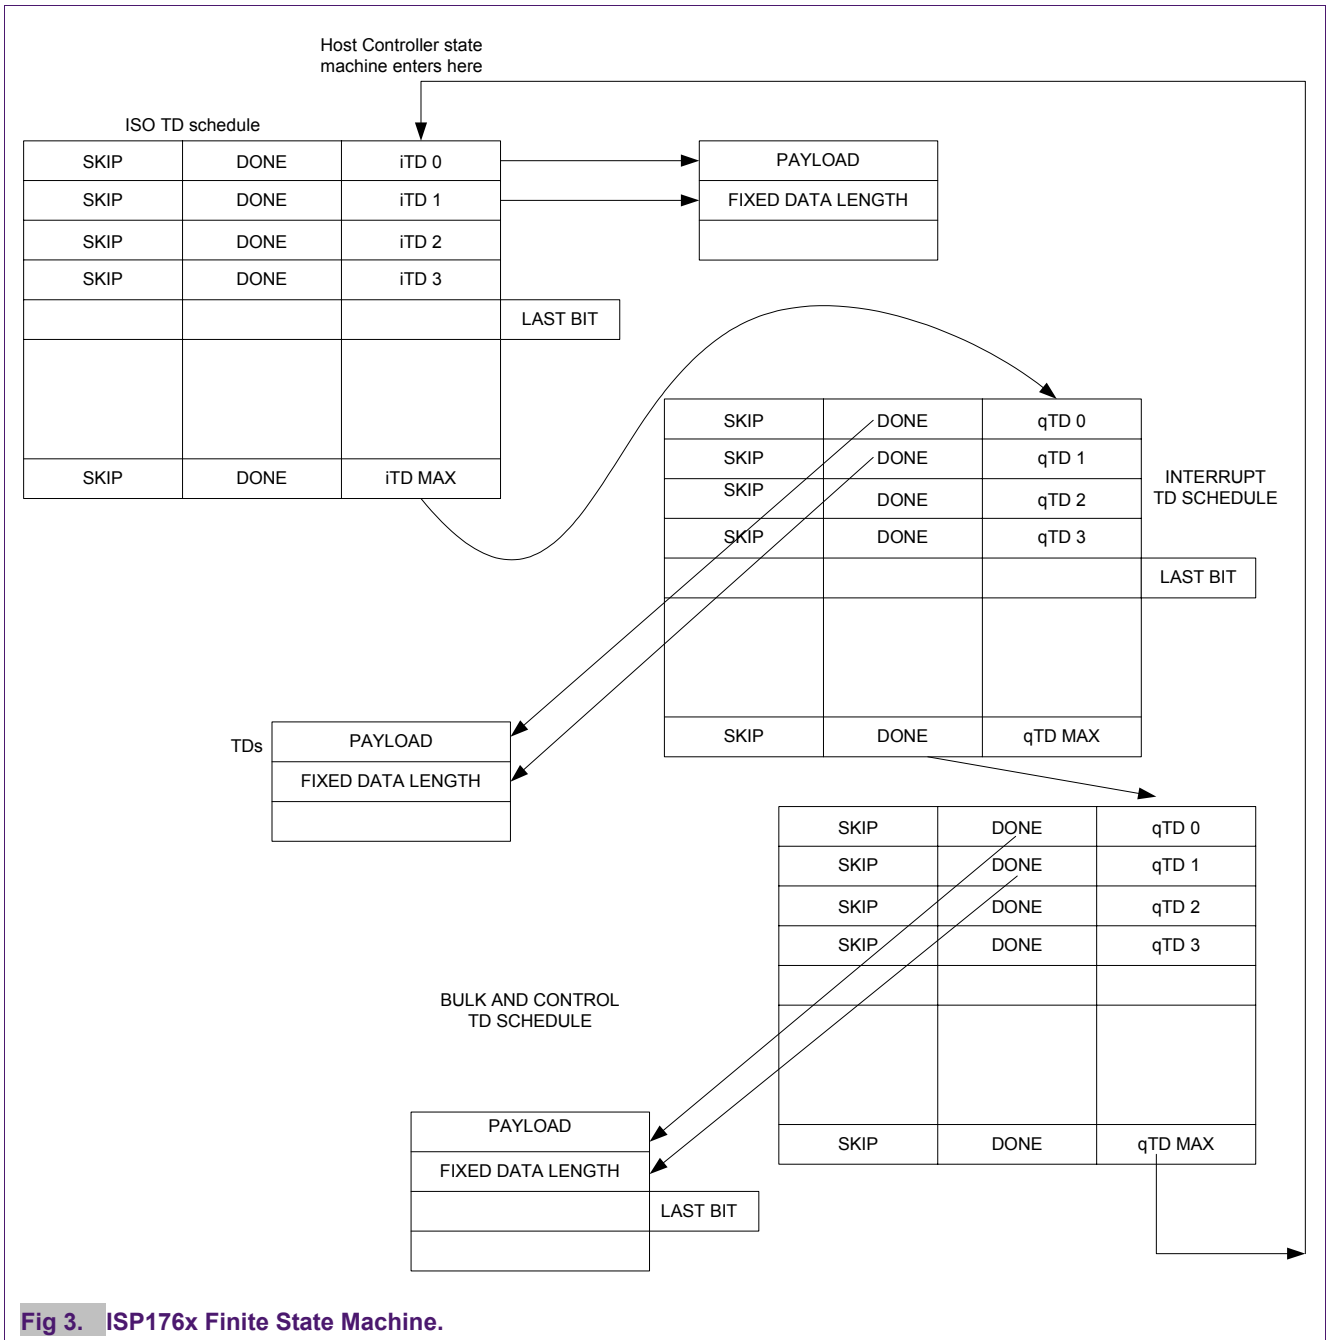 Host Controller state
machine enters here
ISO TD schedule
SKIP DONE iTD 0
SKIP DONE iTD 1
SKIP DONE iTD 2
SKIP DONE iTD 3
LAST BIT
SKIP DONE iTD MAX
PAYLOAD
FIXED DATA LENGTH
SKIP DONE qTD 0
SKIP DONE qTD 1
SKIP DONE qTD 2
SKIP DONE qTD 3
LAST BIT
SKIP DONE qTD MAX
INTERRUPT
TD SCHEDULE
TDs
PAYLOAD
FIXED DATA LENGTH
SKIP DONE qTD 0
SKIP DONE qTD 1
SKIP DONE qTD 2
SKIP DONE qTD 3
SKIP DONE qTD MAX
BULK AND CONTROL
TD SCHEDULE
PAYLOAD
FIXED DATA LENGTH
LAST BIT
Fig 3. ISP176x Finite State Machine.